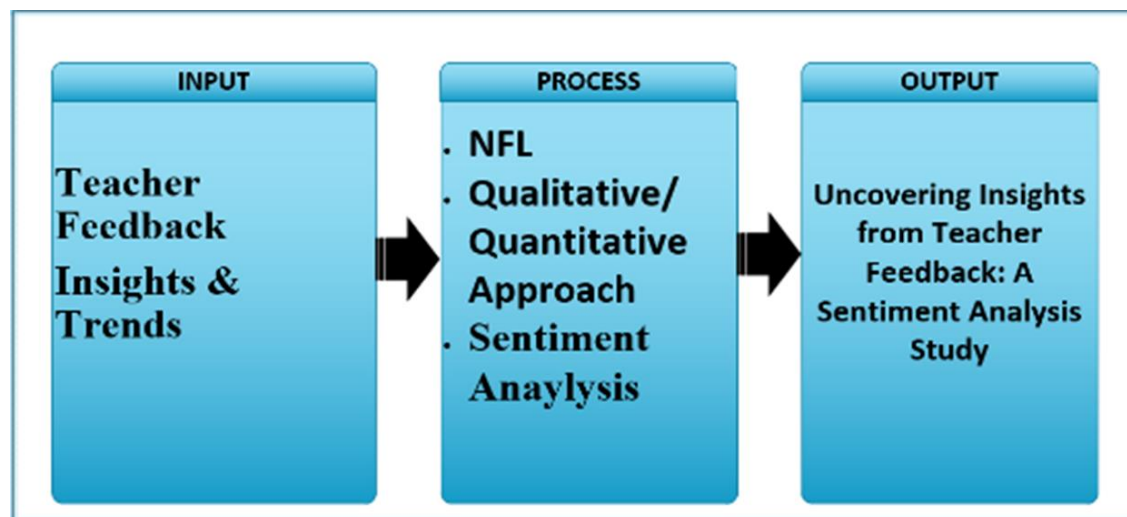 INPUT
Teacher
Feedback
Insights &
Trends
PROCESS
. NFL
. Qualitative/
Quantitative
Approach
. Sentiment
Anaylysis
OUTPUT
Uncovering Insights
from Teacher
Feedback: A
Sentiment Analysis
Study